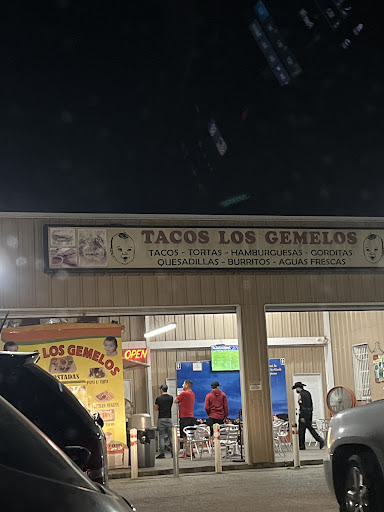 TACOS LOS GEMELOS
TACOS - TORTAS - HAMBURGUESAS - GORDITAS
QUESADILLAS - BURRITOS - AGUAS FRESCAS
LOS GEMELOS
OPEN